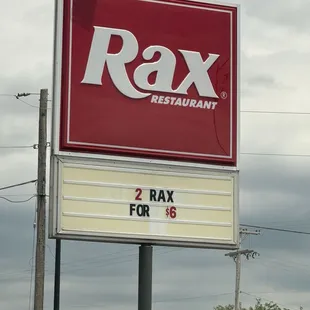 Rax
RESTAURANT®
2 RAX
FOR $6